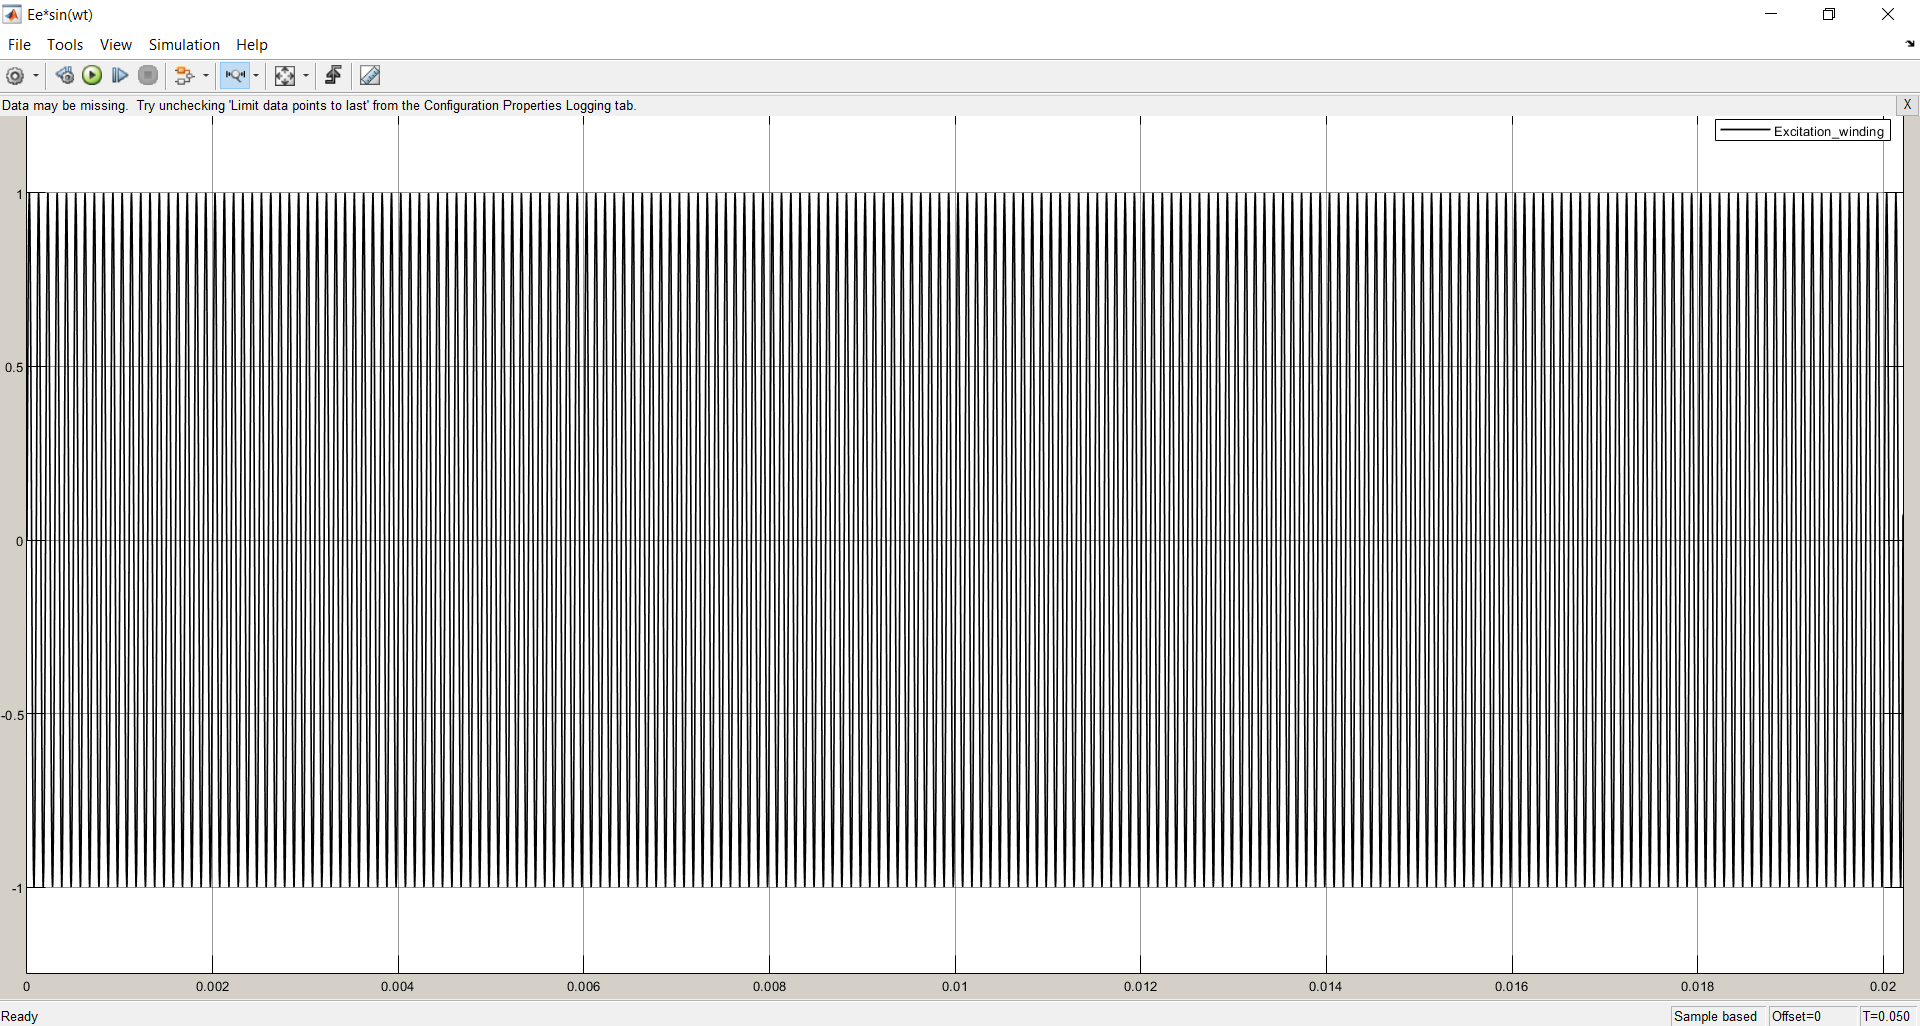 Ee*sin(wt)
File Tools View Simulation Help
Data may be missing. Try unchecking 'Limit data points to last' from the Configuration Properties Logging tab.
X
Excitation_winding
1
0.5
0
-0.5
-1
0 0.002 0.004 0.006 0.008 0.01 0.012 0.014 0.016 0.018 0.02
Ready
Sample based Offset=0 T=0.050